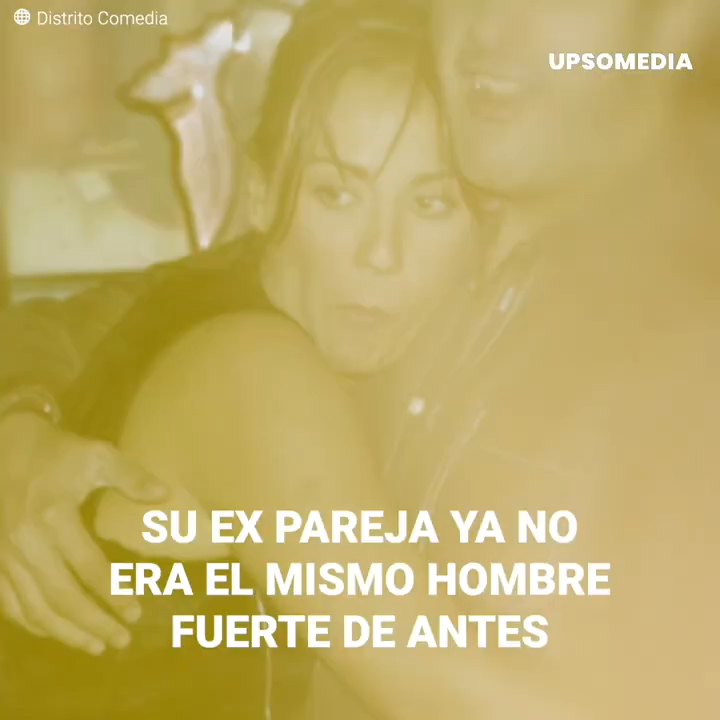 Distrito Comedia
UPSOMEDIA
SU EX PAREJA YA NO
ERA EL MISMO HOMBRE
FUERTE DE ANTES